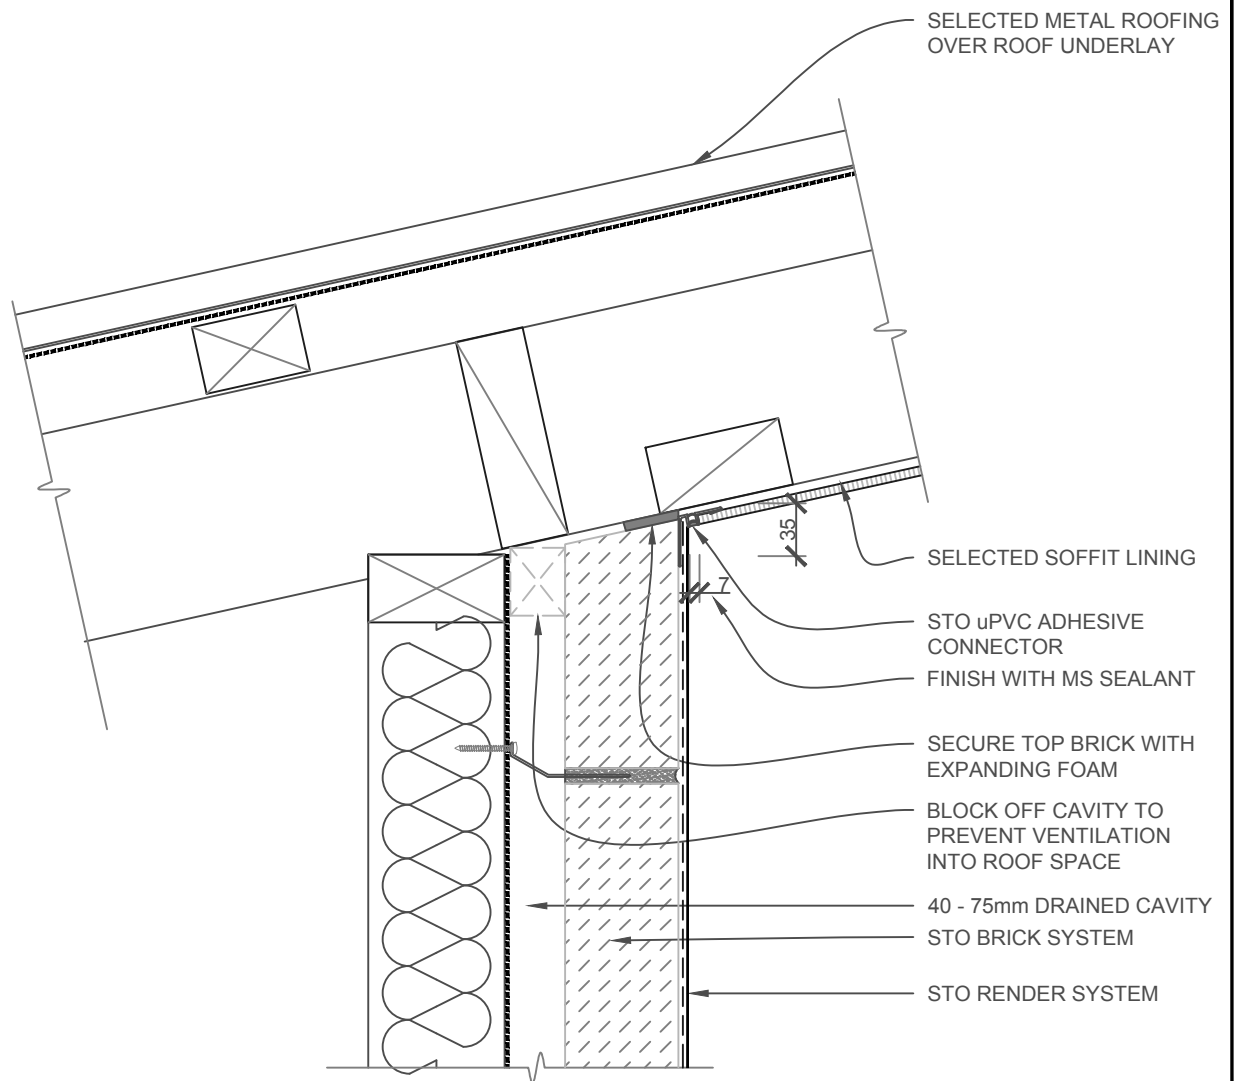 SELECTED METAL ROOFING
OVER ROOF UNDERLAY
35
SELECTED SOFFIT LINING
7
STO uPVC ADHESIVE
CONNECTOR
FINISH WITH MS SEALANT
SECURE TOP BRICK WITH
EXPANDING FOAM
BLOCK OFF CAVITY TO
PREVENT VENTILATION
INTO ROOF SPACE
40 - 75mm DRAINED CAVITY
STO BRICK SYSTEM
STO RENDER SYSTEM